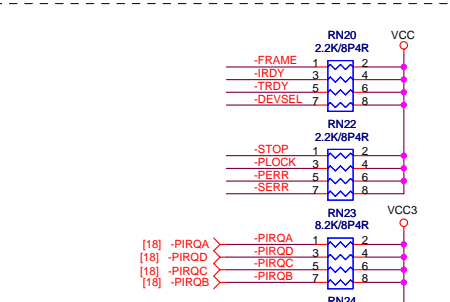 RN20 VCC
2.2K/8P4R
-FRAME 1 2
-IRDY 3 4
-TRDY 5 6
-DEVSEL 7 8
RN22
2.2K/8P4R
-STOP 1 2
-PLOCK 3 4
-PERR 5 6
-SERR 7 8
RN23 VCC3
8.2K/8P4R
[18] -PIRQA -PIRQA 1 2
[18] -PIRQD -PIRQD 3 4
[18] -PIRQC -PIRQC 5 6
[18] -PIRQB -PIRQB 7 8
RN24